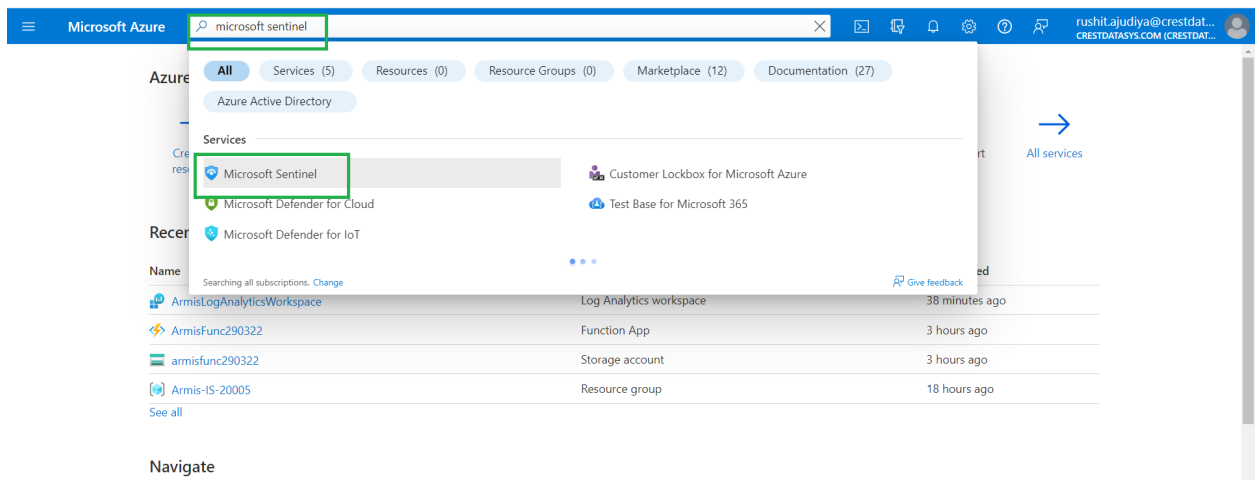 Microsoft Azure
microsoft sentinel
rushit.ajudiya@crestdat...
CRESTDATASYS.COM (CRESTDAT...
Azure
All
Services (5)
Resources (0)
Resource Groups (0)
Marketplace (12)
Documentation (27)
Azure Active Directory
Services
Microsoft Sentinel
Customer Lockbox for Microsoft Azure
Microsoft Defender for Cloud
Test Base for Microsoft 365
Microsoft Defender for IoT
Searching all subscriptions. Change
Give feedback
Cre
reso
rt
All services
Recer
Name
ed
ArmisLogAnalyticsWorkspace Log Analytics workspace 38 minutes ago
ArmisFunc290322 Function App 3 hours ago
armisfunc290322 Storage account 3 hours ago
Armis-IS-20005 Resource group 18 hours ago
See all
Navigate